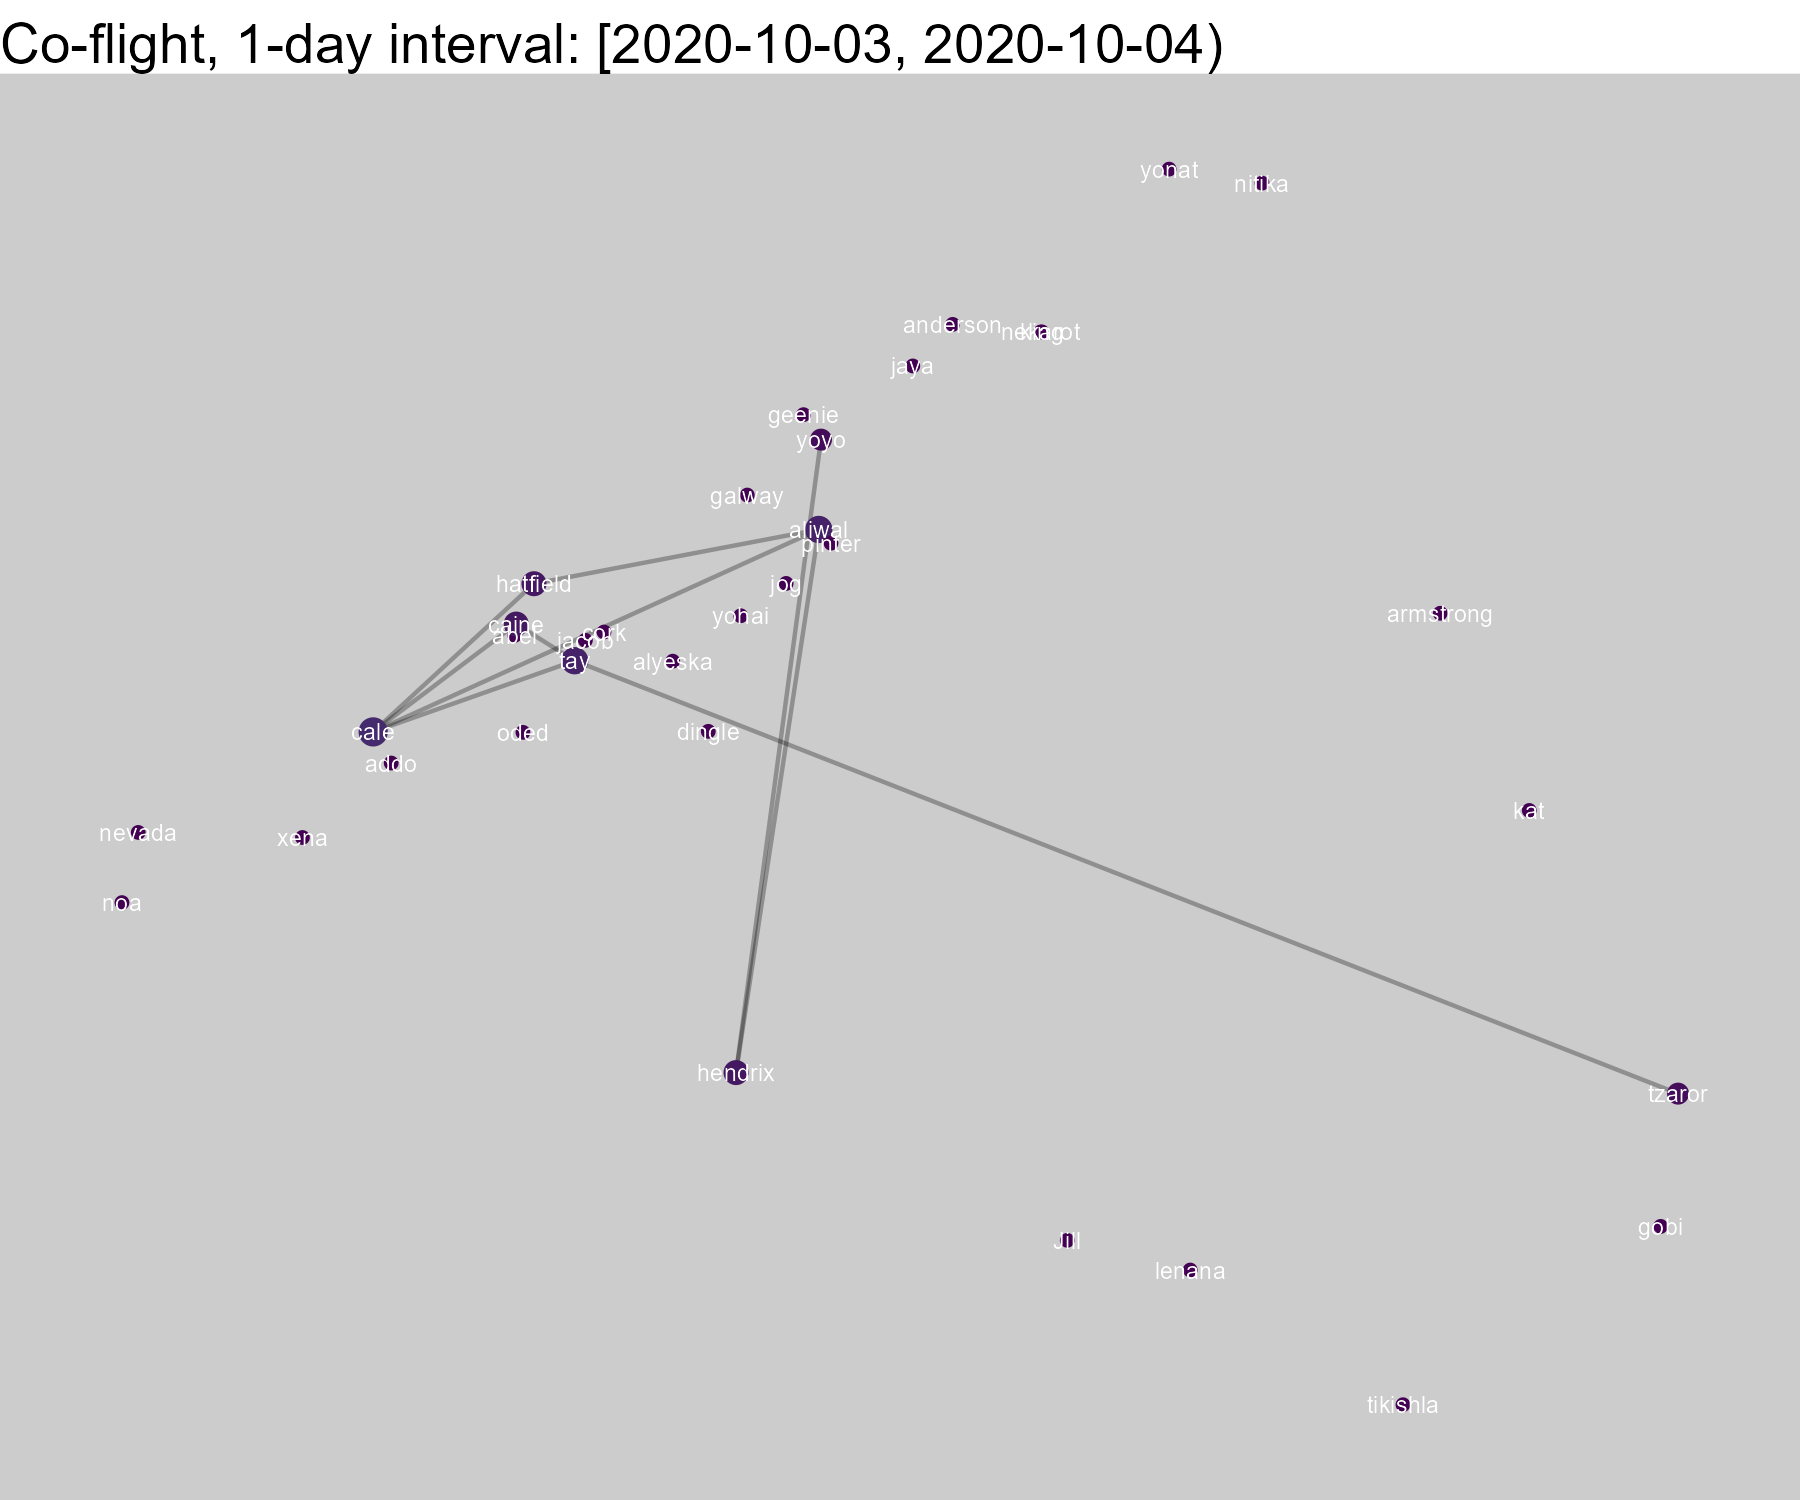 Co-flight, 1-day interval: [2020-10-03, 2020-10-04)
yonat
nitika
anderson
jaya
geenie
yoyo
galway
aliwal
pinter
hatfield
jog
armstrong
yohai
caine
cork
abel
jacob
tay
alyeska
cale
oded
dingle
addo
kat
nevada
xena
noa
hendrix
tzaror
gobi
Jill
lenana
tikishla